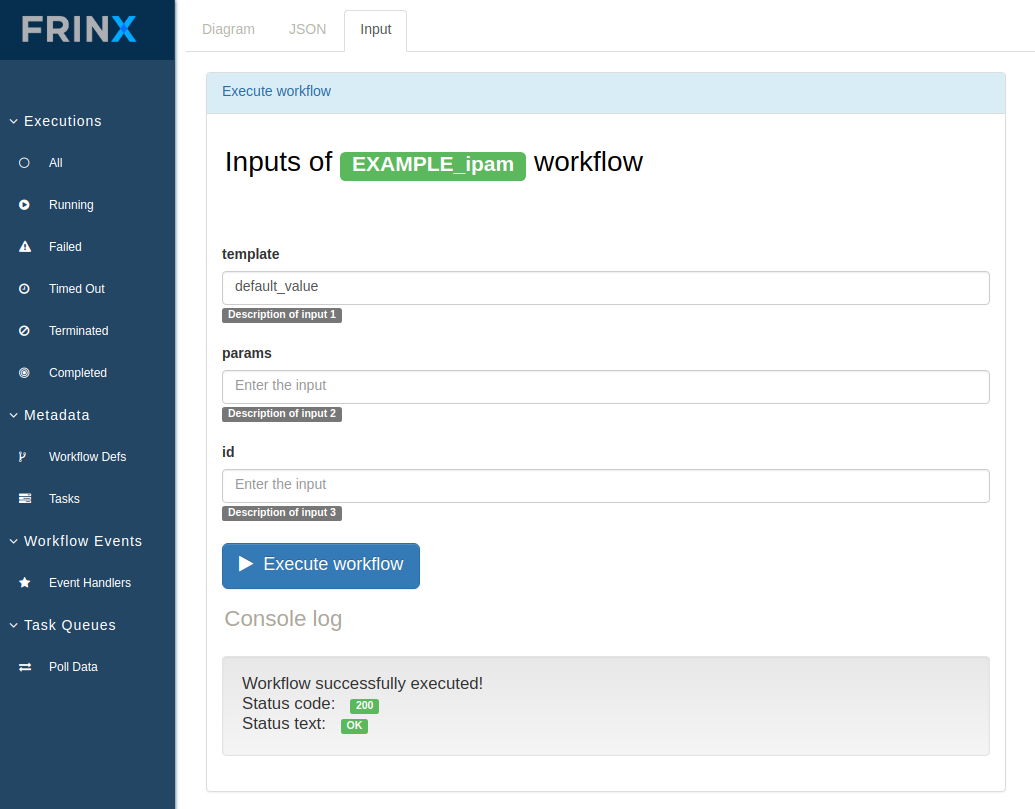 FRINX
Executions
All
Running
Failed
Timed Out
Terminated
Completed
Metadata
Workflow Defs
Tasks
Workflow Events
Event Handlers
Task Queues
Poll Data
Diagram JSON Input
Execute workflow
Inputs of EXAMPLE_ipam workflow
template
default_value
Description of input 1
params
Enter the input
Description of input 2
id
Enter the input
Description of input 3
Execute workflow
Console log
Workflow successfully executed!
Status code: 200
Status text: OK